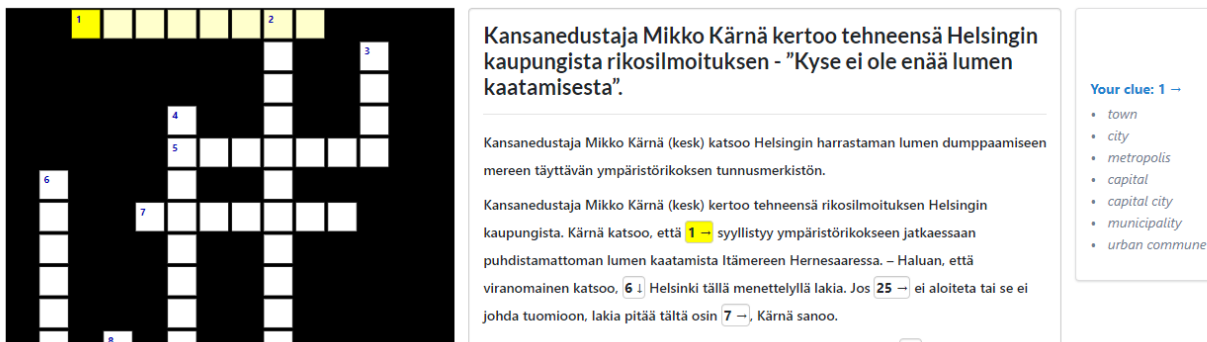 1
2
3
4
5
6
7
8
Kansanedustaja Mikko Kärnä kertoo tehneensä Helsingin
kaupungista rikosilmoituksen - ”Kyse ei ole enää lumen
kaatamisesta”.
Kansanedustaja Mikko Kärnä (kesk) katsoo Helsingin harrastaman lumen dumppaamiseen
mereen täyttävän ympäristörikoksen tunnusmerkistön.
Kansanedustaja Mikko Kärnä (kesk) kertoo tehneensä rikosilmoituksen Helsingin
kaupungista. Kärnä katsoo, että 1 → syyllistyy ympäristörikokseen jatkaessaan
puhdistamattoman lumen kaatamista Itämereen Hernesaaressa. – Haluan, että
viranomainen katsoo, 6 ↓ Helsinki tällä menettelyllä lakia. Jos 25 → ei aloiteta tai se ei
johda tuomioon, lakia pitää tältä osin 7 →, Kärnä sanoo.
Your clue: 1 →
• town
• city
• metropolis
• capital
• capital city
• municipality
• urban commune